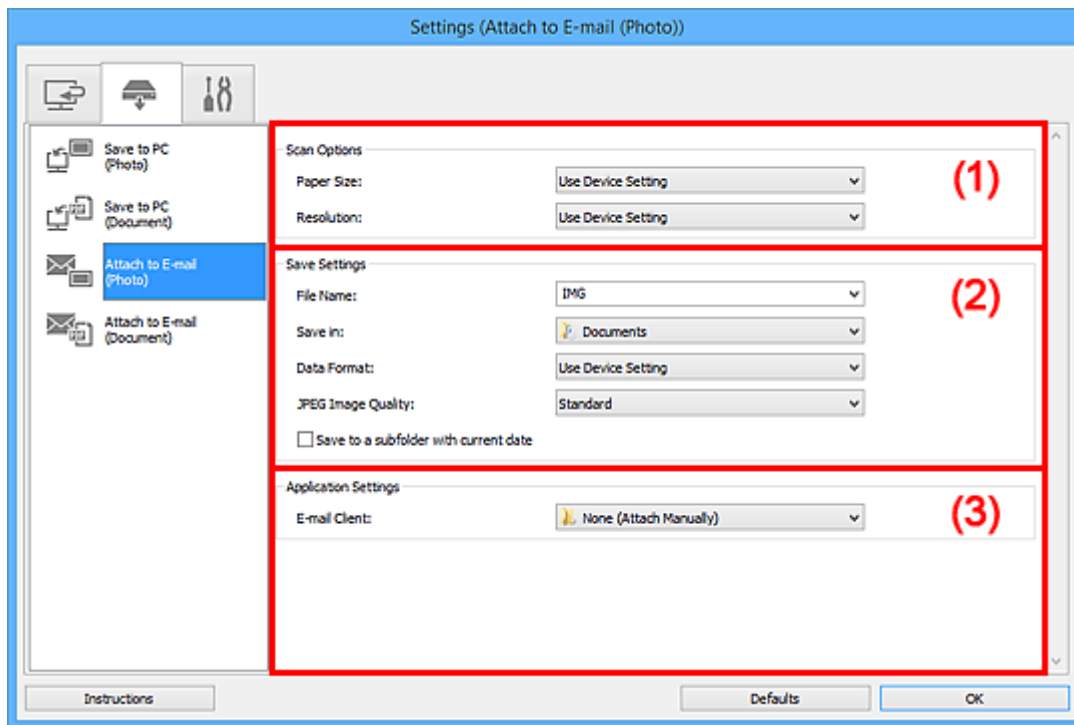 Settings (Attach to E-mail (Photo))
Save to PC
(Photo)
Save to PC
(Document)
Attach to E-mail
(Photo)
Attach to E-mail
(Document)
Scan Options
(1)
Paper Size: Use Device Setting
Resolution: Use Device Setting
Save Settings
(2)
File Name: IMG
Save in: Documents
Data Format: Use Device Setting
JPEG Image Quality: Standard
Save to a subfolder with current date
Application Settings
(3)
E-mail Client: None (Attach Manually)
Instructions Defaults OK